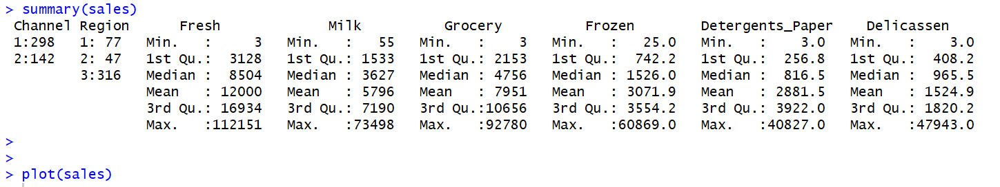 > summary(sales)
Channel Region Fresh Milk Grocery Frozen Detergents_Paper Delicassen
1:298 1: 77 Min. : 3 Min. : 55 Min. : 3 Min. : 25.0 Min. : 3.0 Min. : 3.0
2:142 2: 47 1st Qu.: 3128 1st Qu.: 1533 1st Qu.: 2153 1st Qu.: 742.2 1st Qu.: 256.8 1st Qu.: 408.2
3:316 Median : 8504 Median : 3627 Median : 4756 Median : 1526.0 Median : 816.5 Median : 965.5
Mean : 12000 Mean : 5796 Mean : 7951 Mean : 3071.9 Mean : 2881.5 Mean : 1524.9
3rd Qu.: 16934 3rd Qu.: 7190 3rd Qu.:10656 3rd Qu.: 3554.2 3rd Qu.: 3922.0 3rd Qu.: 1820.2
Max. :112151 Max. :73498 Max. :92780 Max. :60869.0 Max. :40827.0 Max. :47943.0
>
>
> plot(sales)